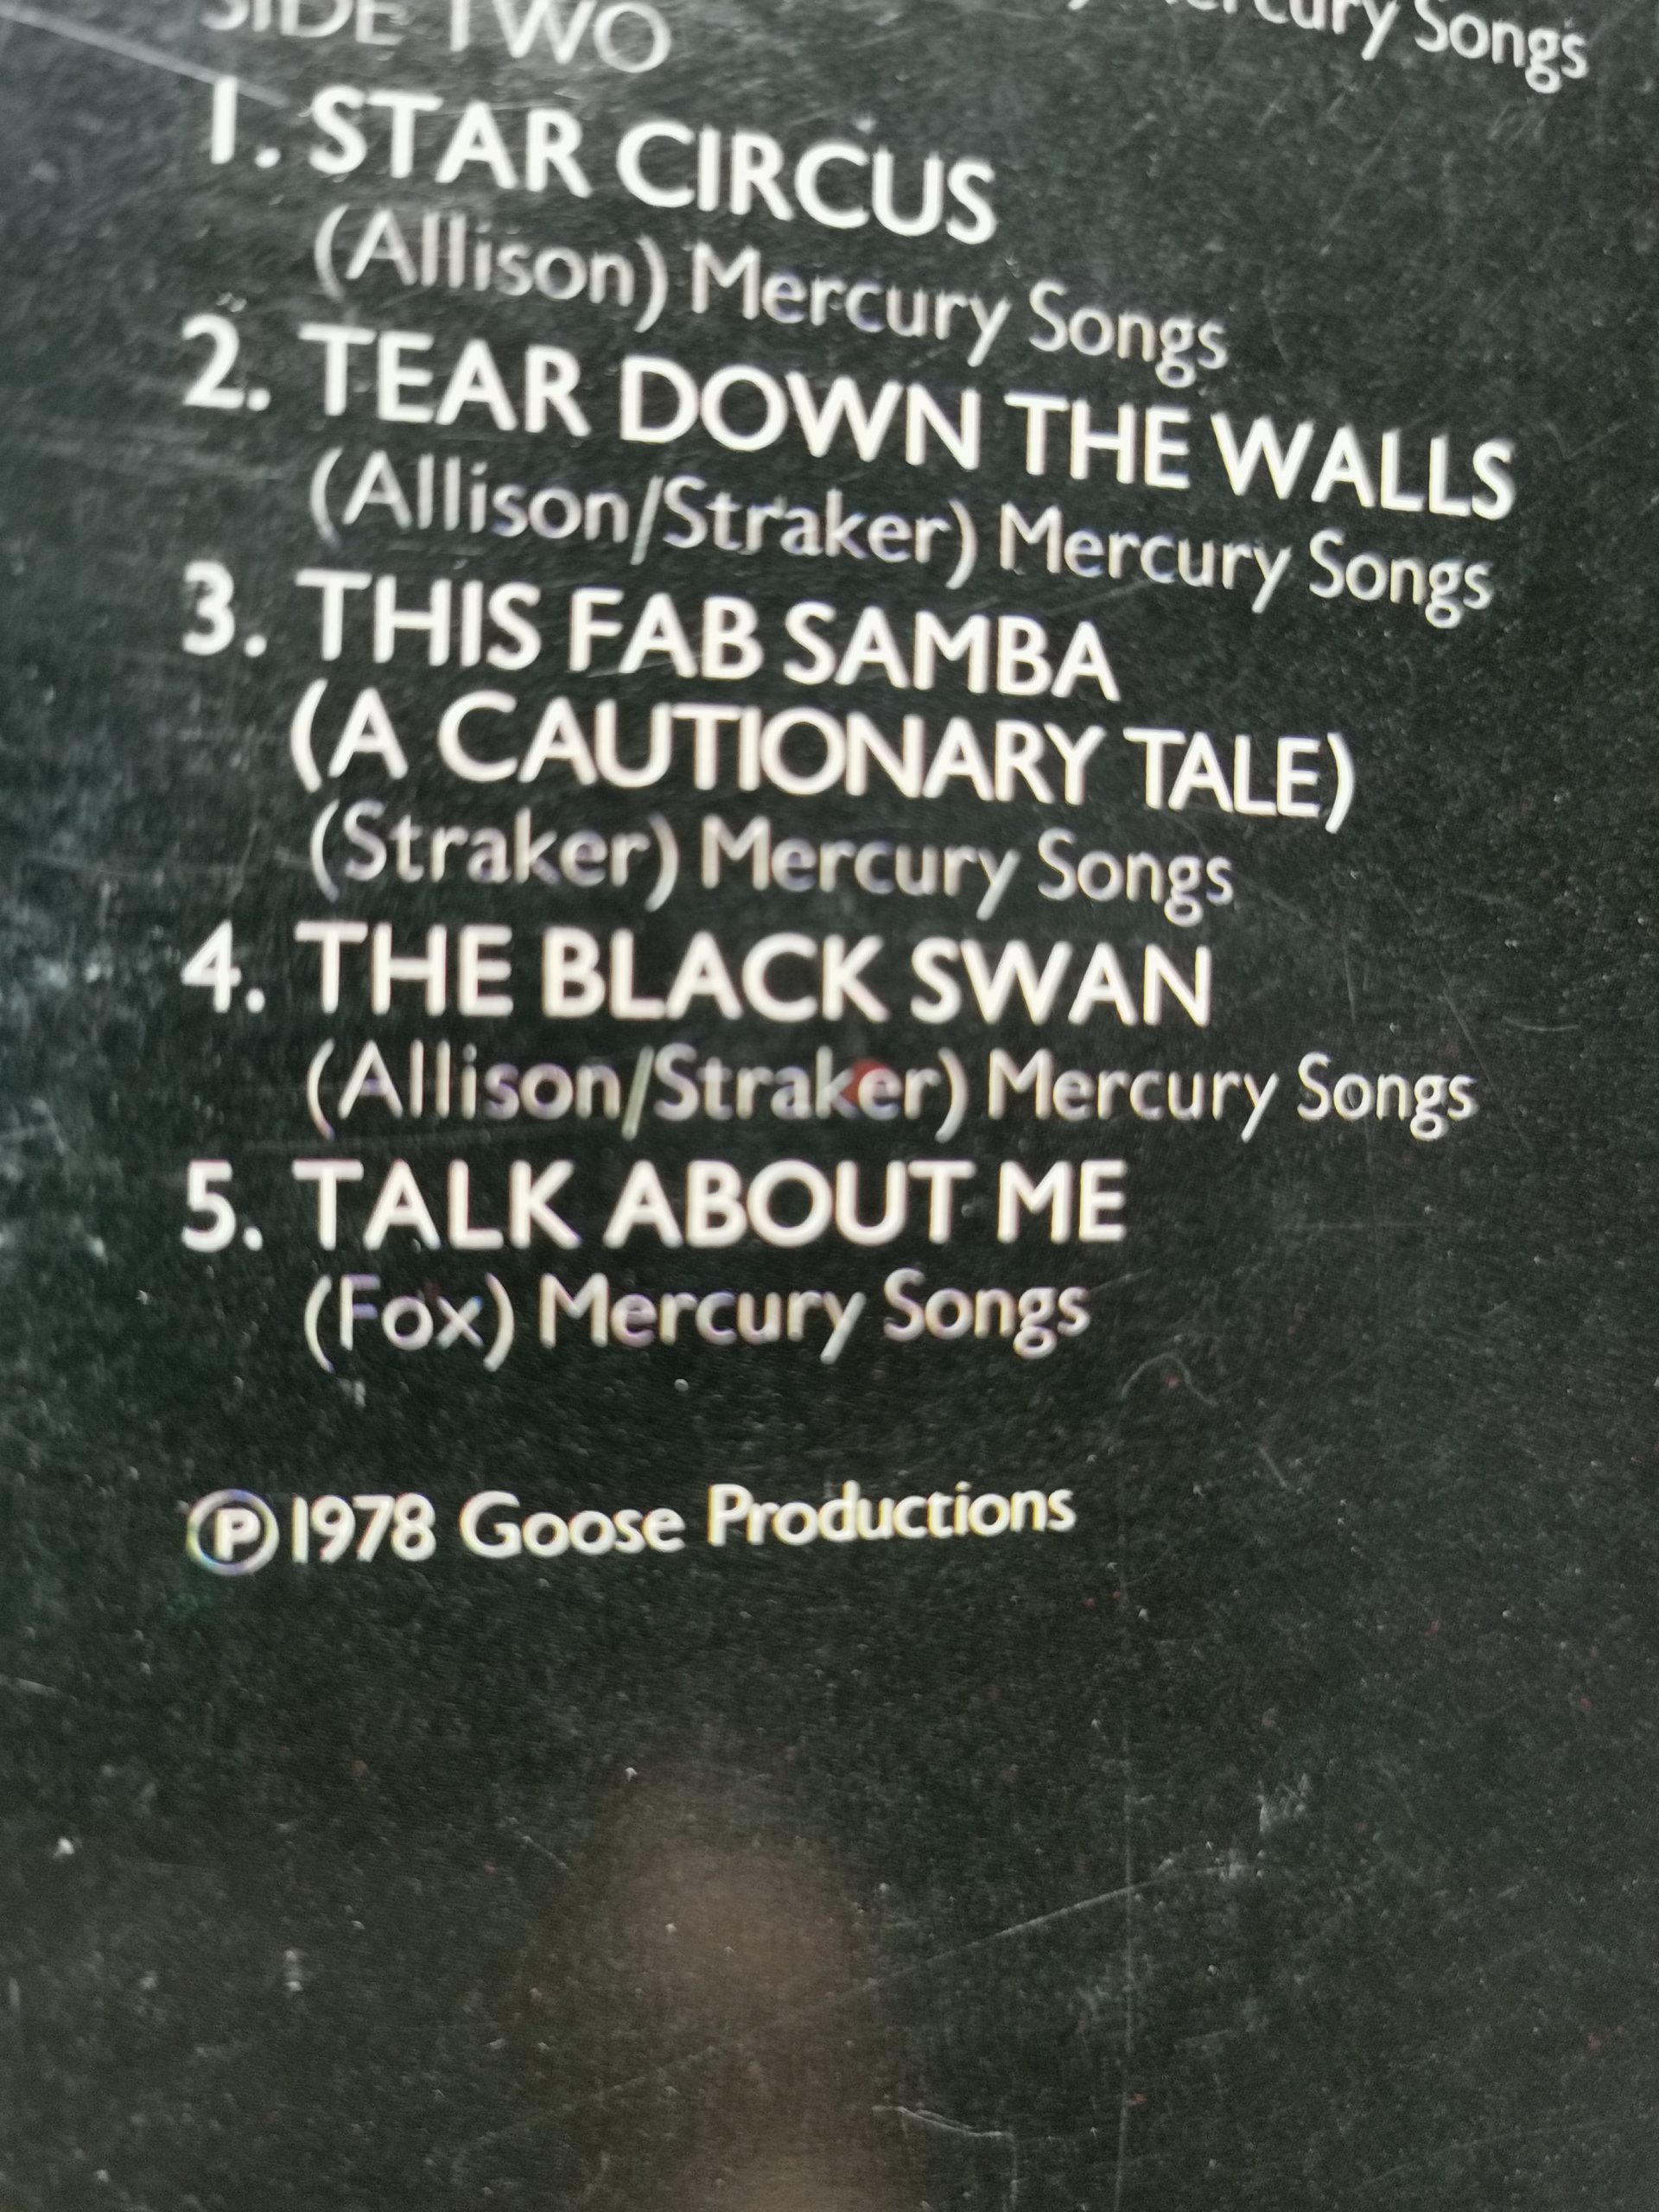 Songs
SIDE TWO
1. STAR CIRCUS
(Allison) Mercury Songs
2. TEAR DOWN THE WALLS
(Allison/Straker) Mercury Songs
3. THIS FAB SAMBA
(A CAUTIONARY TALE)
(Straker) Mercury Songs
4. THE BLACK SWAN
(Allison/Straker) Mercury Songs
5. TALK ABOUT ME
(Fox) Mercury Songs
℗1978 Goose Productions